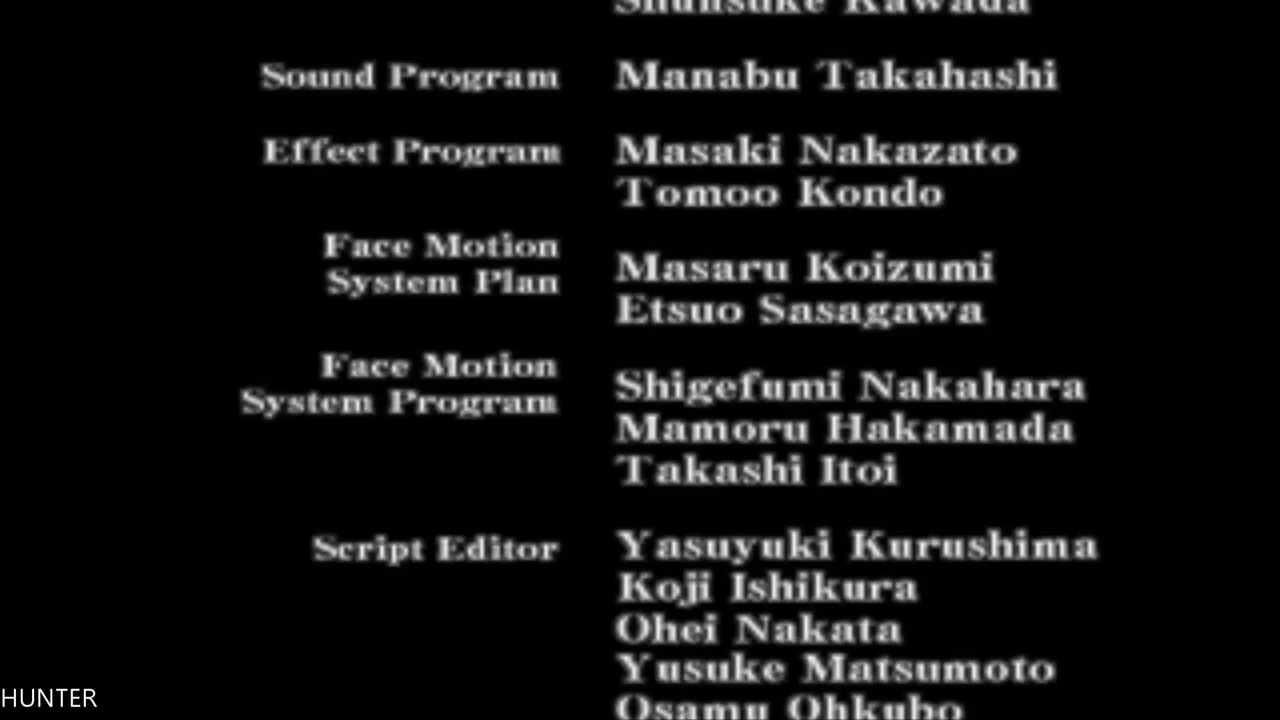 Shunsuke Kawada
Sound Program Manabu Takahashi
Effect Program Masaki Nakazato
Tomoo Kondo
Face Motion
System Plan
Masaru Koizumi
Etsuo Sasagawa
Face Motion
System Program
Shigefumi Nakahara
Mamoru Hakamada
Takashi Itoi
Script Editor Yasuyuki Kurushima
Koji Ishikura
Ohei Nakata
Yusuke Matsumoto
Osamu Ohkubo
HUNTER